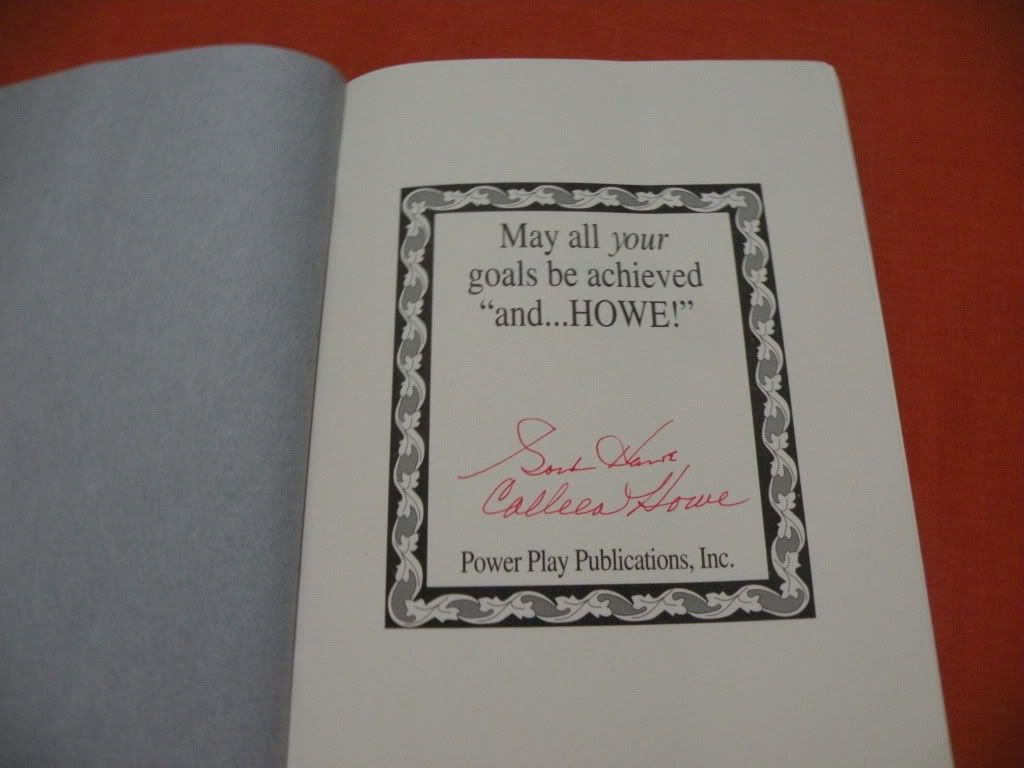 May all your
goals be achieved
“and...HOWE!”
Gordie Howe
Colleen Howe
Power Play Publications, Inc.